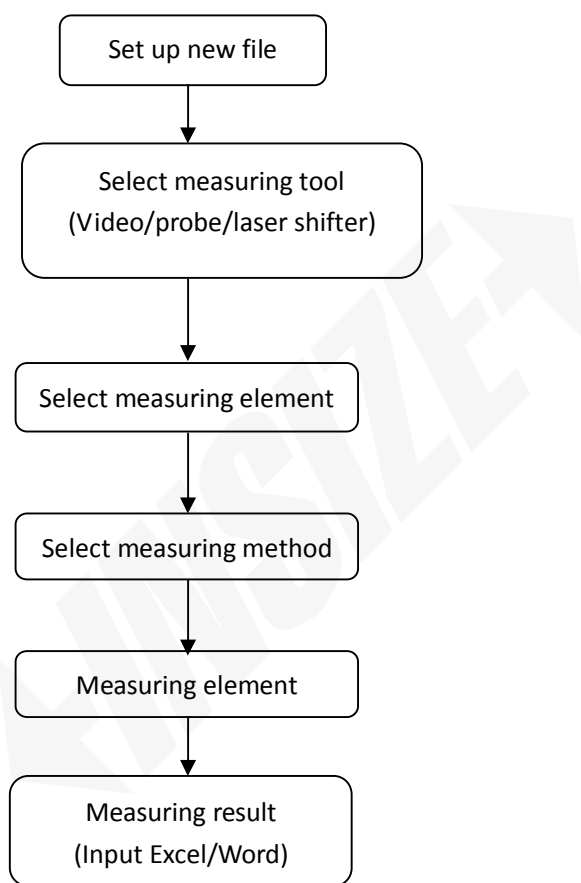 Set up new file
Select measuring tool
(Video/probe/laser shifter)
Select measuring element
Select measuring method
Measuring element
Measuring result
(Input Excel/Word)
INSIZE